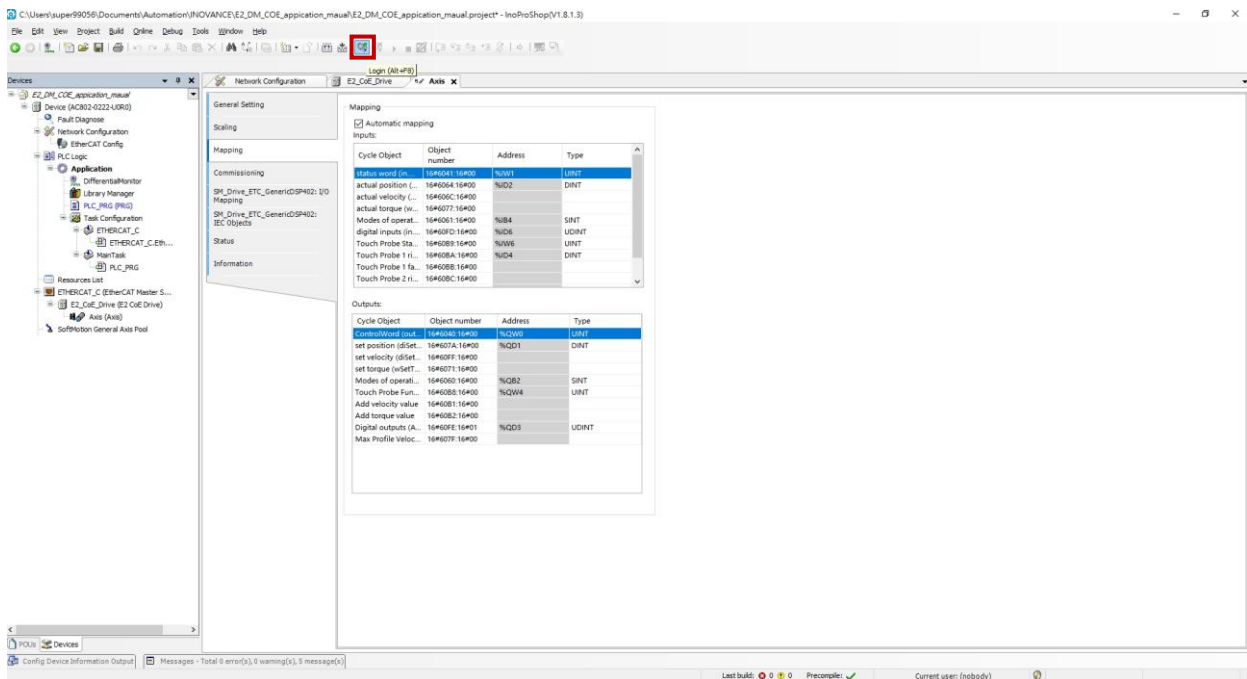 C:\Users\super99056\Documents\Automation\INOVANCE\E2_DM_COE_appication_maual\E2_DM_COE_appication_maual.project* - InoProShop(V1.8.1.3)
File Edit View Project Build Online Debug Tools Window Help
Login (Alt+F8)
Devices
Network Configuration E2_CoE_Drive Axis
E2_DM_COE_appication_maual
Device (AC802-0222-U0R0)
Fault Diagnose
Network Configuration
EtherCAT Config
PLC Logic
Application
DifferentialMonitor
Library Manager
PLC_PRG (PRG)
Task Configuration
ETHERCAT_C
ETHERCAT_C.Eth...
MainTask
PLC_PRG
Resources List
ETHERCAT_C (EtherCAT Master S...
E2_CoE_Drive (E2 CoE Drive)
Axis (Axis)
SoftMotion General Axis Pool
General Setting
Scaling
Mapping
Commissioning
SM_Drive_ETC_GenericDSP402: I/O
Mapping
SM_Drive_ETC_GenericDSP402:
IEC Objects
Status
Information
Mapping
Automatic mapping
Inputs:
Cycle Object Object number Address Type
status word (in... 16#6041:16#00 %IW1 UINT
actual position (... 16#6064:16#00 %ID2 DINT
actual velocity (... 16#606C:16#00
actual torque (w... 16#6077:16#00
Modes of operat... 16#6061:16#00 %IB4 SINT
digital inputs (in... 16#60FD:16#00 %ID6 UDINT
Touch Probe Sta... 16#60B9:16#00 %IW6 UINT
Touch Probe 1 ri... 16#60BA:16#00 %ID4 DINT
Touch Probe 1 fa... 16#60BB:16#00
Touch Probe 2 ri... 16#60BC:16#00
Outputs:
Cycle Object Object number Address Type
ControlWord (out... 16#6040:16#00 %QW0 UINT
set position (diSet... 16#607A:16#00 %QD1 DINT
set velocity (diSet... 16#60FF:16#00
set torque (wSetT... 16#6071:16#00
Modes of operati... 16#6060:16#00 %QB2 SINT
Touch Probe Fun... 16#60B8:16#00 %QW4 UINT
Add velocity value 16#60B1:16#00
Add torque value 16#60B2:16#00
Digital outputs (A... 16#60FE:16#01 %QD3 UDINT
Max Profile Veloc... 16#607F:16#00
POUs Devices
Config Device Information Output Messages - Total 0 error(s), 0 warning(s), 5 message(s)
Last build: 0 0 Precompile: Current user: (nobody)